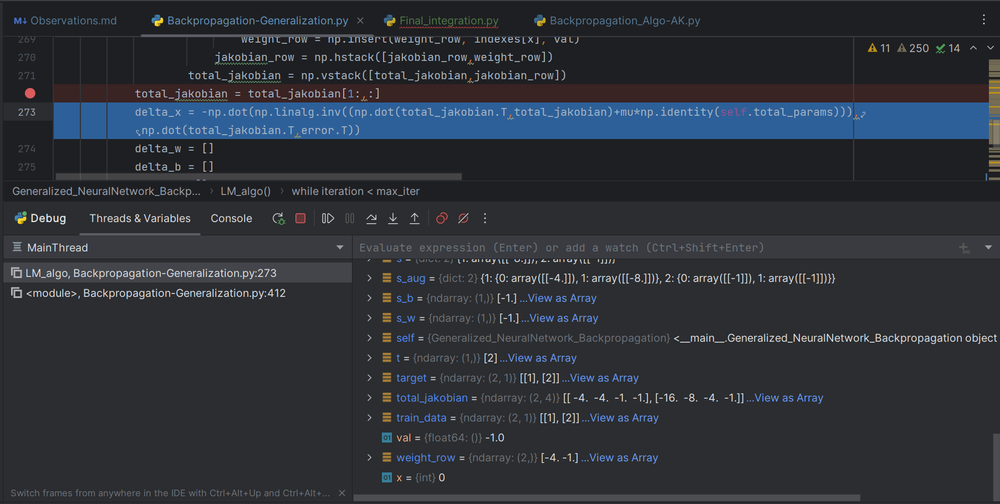 M↓ Observations.md Backpropagation-Generalization.py Final_integration.py Backpropagation_Algo-AK.py
269 weight_row = np.insert(weight_row, indexes[x], val)
11 250 14
270 jakobian_row = np.hstack([jakobian_row,weight_row])
271 total_jakobian = np.vstack([total_jakobian,jakobian_row])
total_jakobian = total_jakobian[1:,:]
273 delta_x = -np.dot(np.linalg.inv((np.dot(total_jakobian.T,total_jakobian)+mu*np.identity(self.total_params))),
np.dot(total_jakobian.T,error.T))
274 delta_w = []
275 delta_b = []
Generalized_NeuralNetwork_Backp... › LM_algo() › while iteration < max_iter
Debug Threads & Variables Console
MainThread
Evaluate expression (Enter) or add a watch (Ctrl+Shift+Enter)
LM_algo, Backpropagation-Generalization.py:273
<module>, Backpropagation-Generalization.py:412
s = {dict: 2} {1: array([[-8.]]), 2: array([[-1]])}
s_aug = {dict: 2} {1: {0: array([[-4.]]), 1: array([[-8.]])}, 2: {0: array([[-1]]), 1: array([[-1]])}}
s_b = {ndarray: (1,)} [-1.] ...View as Array
s_w = {ndarray: (1,)} [-1.] ...View as Array
self = {Generalized_NeuralNetwork_Backpropagation} <__main__.Generalized_NeuralNetwork_Backpropagation object
t = {ndarray: (1,)} [2] ...View as Array
target = {ndarray: (2, 1)} [[1], [2]] ...View as Array
total_jakobian = {ndarray: (2, 4)} [[ -4. -4. -1. -1.], [-16. -8. -4. -1.]] ...View as Array
train_data = {ndarray: (2, 1)} [[1], [2]] ...View as Array
01 val = {float64: ()} -1.0
weight_row = {ndarray: (2,)} [-4. -1.] ...View as Array
01 x = {int} 0
Switch frames from anywhere in the IDE with Ctrl+Alt+Up and Ctrl+Alt+...